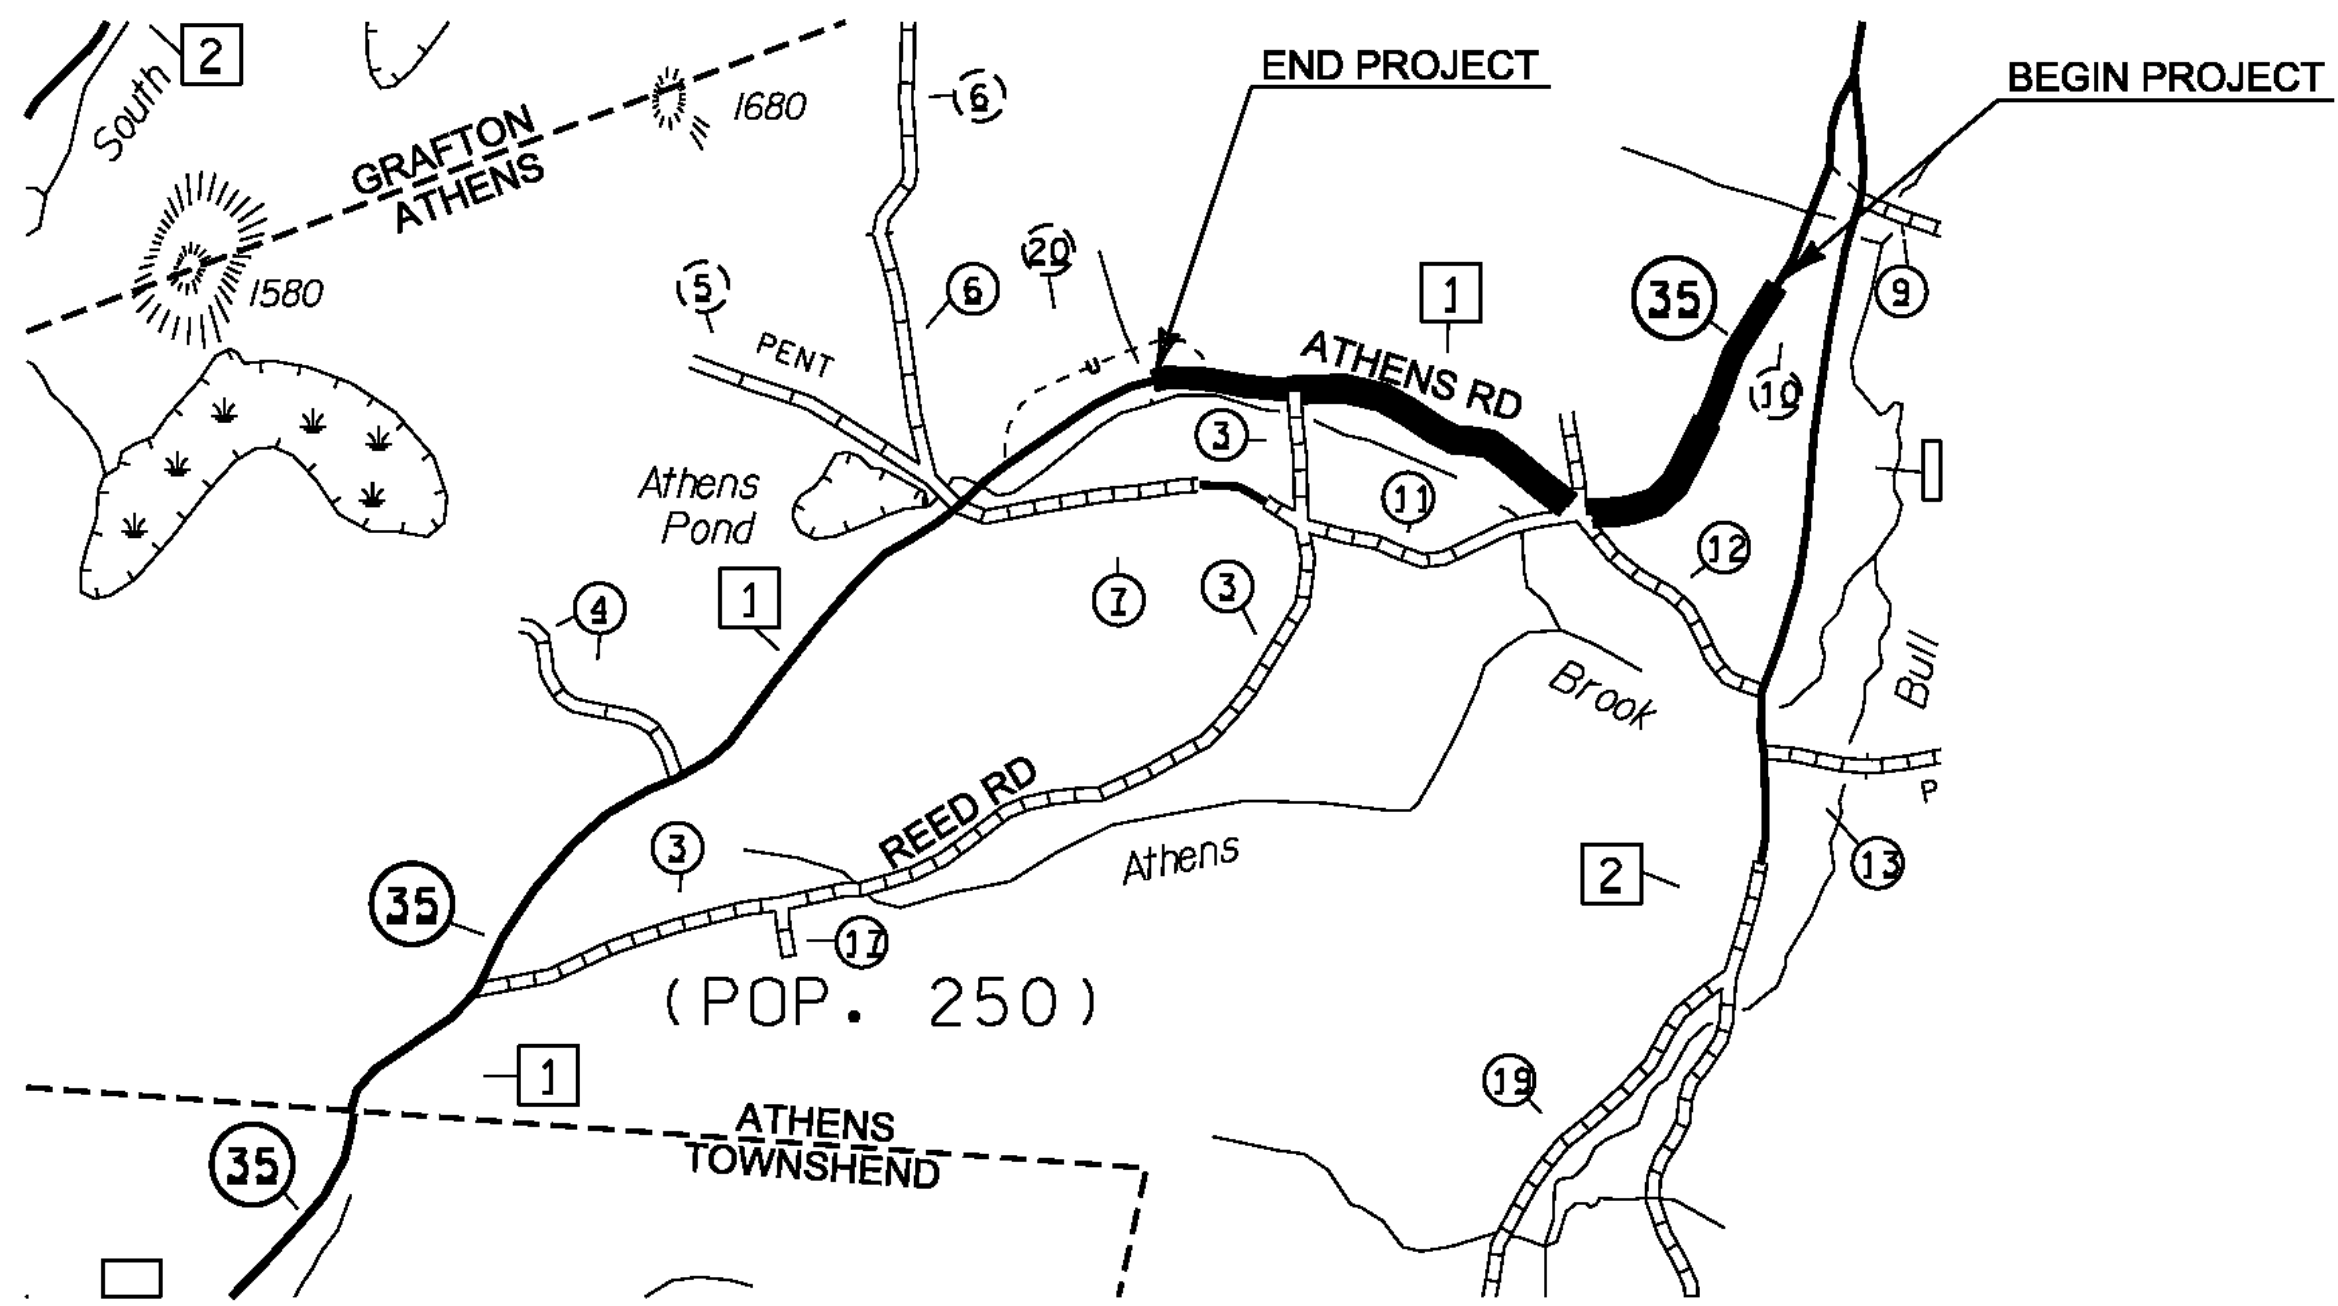 2
South
GRAFTON
ATHENS
1680
1580
6
END PROJECT
BEGIN PROJECT
20
5
6
1
35
9
PENT
ATHENS RD
10
3
11
Athens
Pond
12
1
7
3
4
Brook
Bull
REED RD
P
3
Athens
2
13
35
17
(POP. 250)
1
19
ATHENS
TOWNSHEND
35
U